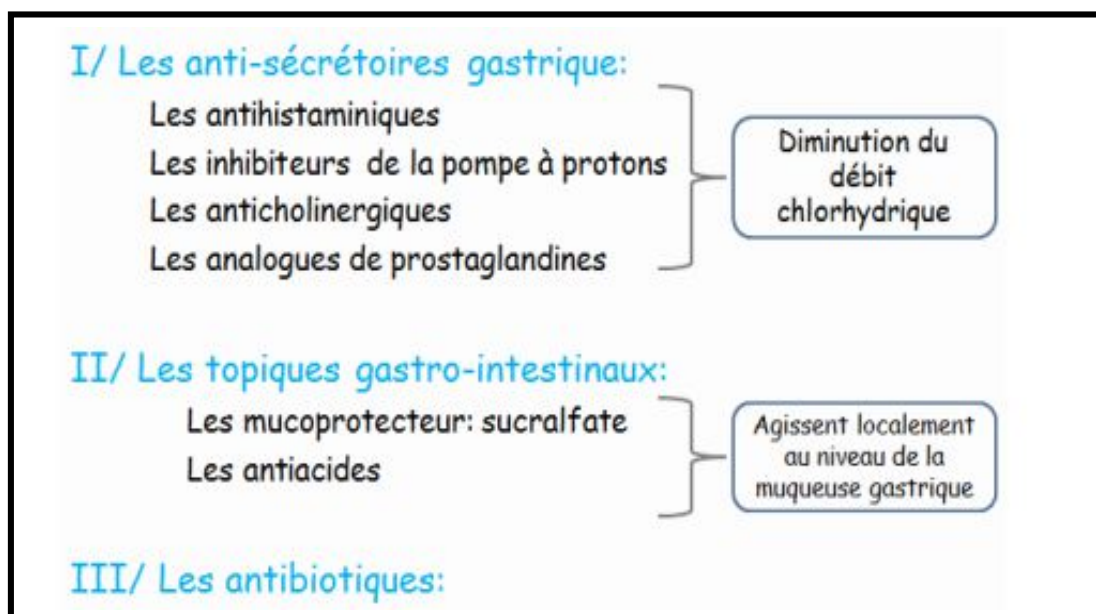 I/ Les anti-sécrétoires gastrique:
Les antihistaminiques
Les inhibiteurs de la pompe à protons
Les anticholinergiques
Les analogues de prostaglandines
Diminution du
débit
chlorhydrique
II/ Les topiques gastro-intestinaux:
Les mucoprotecteur: sucralfate
Les antiacides
Agissent localement
au niveau de la
muqueuse gastrique
III/ Les antibiotiques: